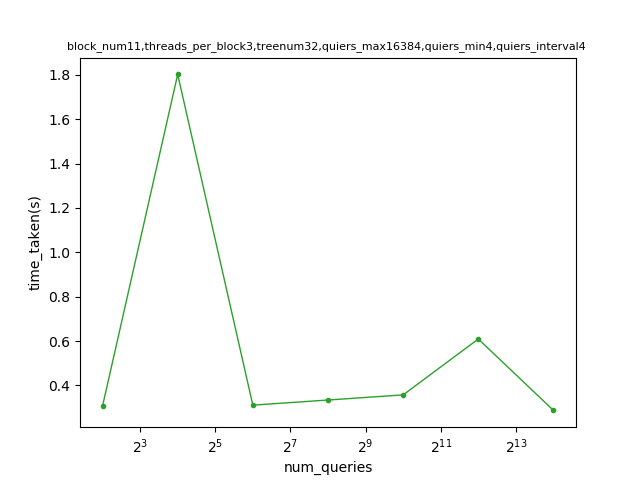 block_num11,threads_per_block3,treenum32,quiers_max16384,quiers_min4,quiers_interval4
time_taken(s)
1.8
1.6
1.4
1.2
1.0
0.8
0.6
0.4
2^3 2^5 2^7 2^9 2^11 2^13
num_queries